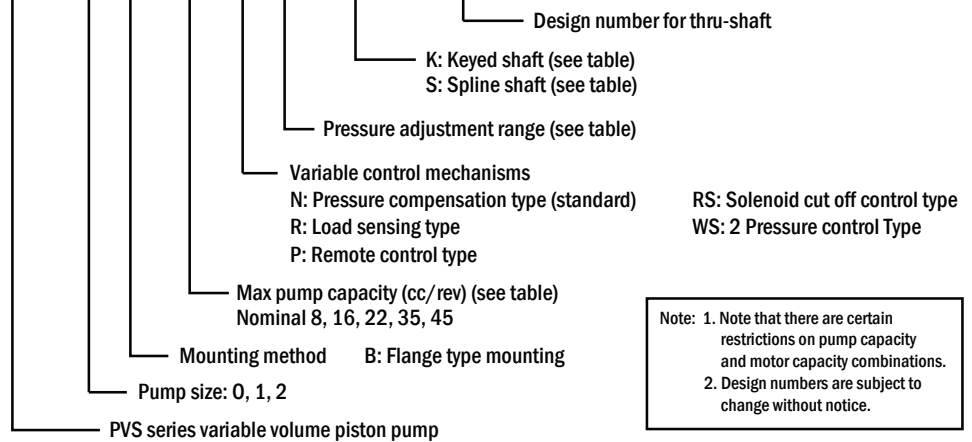 Design number for thru-shaft
K: Keyed shaft (see table)
S: Spline shaft (see table)
Pressure adjustment range (see table)
Variable control mechanisms
N: Pressure compensation type (standard)
R: Load sensing type
P: Remote control type
RS: Solenoid cut off control type
WS: 2 Pressure control Type
Max pump capacity (cc/rev) (see table)
Nominal 8, 16, 22, 35, 45
Mounting method B: Flange type mounting
Pump size: 0, 1, 2
PVS series variable volume piston pump
Note: 1. Note that there are certain
restrictions on pump capacity
and motor capacity combinations.
2. Design numbers are subject to
change without notice.